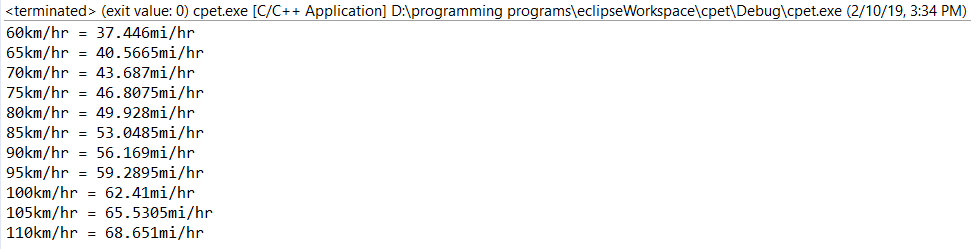 <terminated> (exit value: 0) cpet.exe [C/C++ Application] D:\programming programs\eclipseWorkspace\cpet\Debug\cpet.exe (2/10/19, 3:34 PM)
60km/hr = 37.446mi/hr
65km/hr = 40.5665mi/hr
70km/hr = 43.687mi/hr
75km/hr = 46.8075mi/hr
80km/hr = 49.928mi/hr
85km/hr = 53.0485mi/hr
90km/hr = 56.169mi/hr
95km/hr = 59.2895mi/hr
100km/hr = 62.41mi/hr
105km/hr = 65.5305mi/hr
110km/hr = 68.651mi/hr